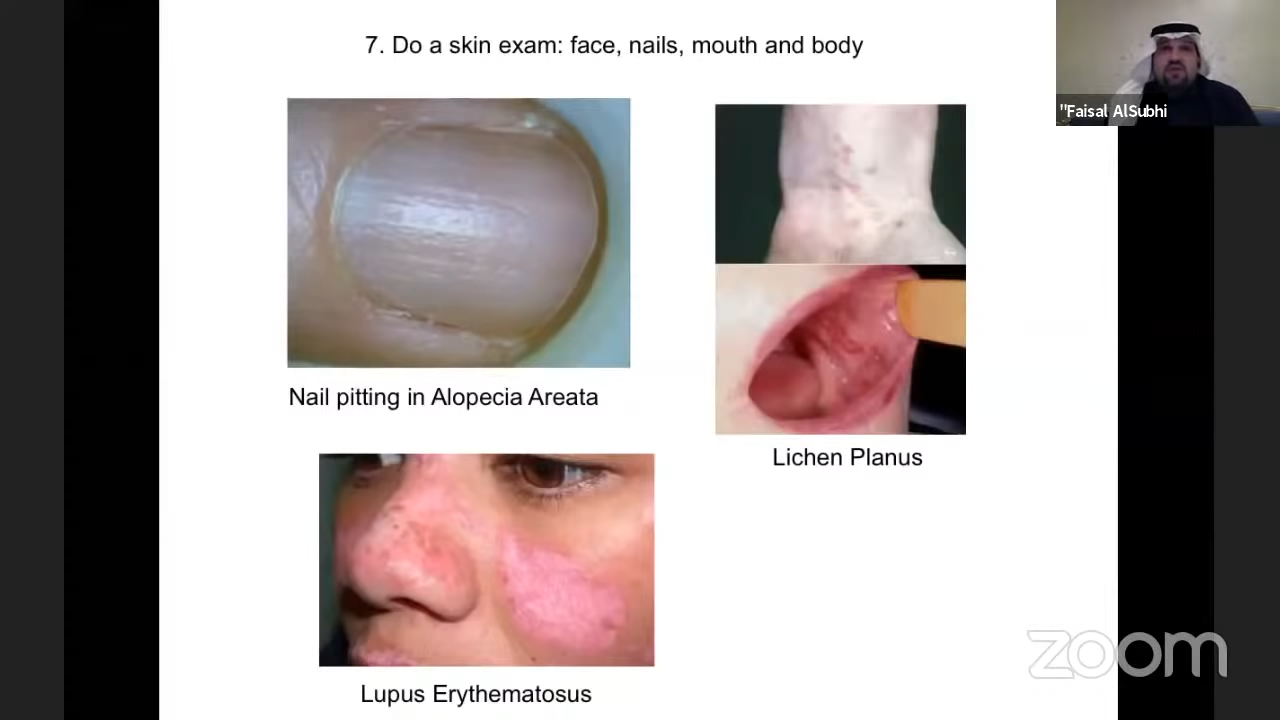 7. Do a skin exam: face, nails, mouth and body
"Faisal AlSubhi
Nail pitting in Alopecia Areata
Lichen Planus
Lupus Erythematosus
zoom